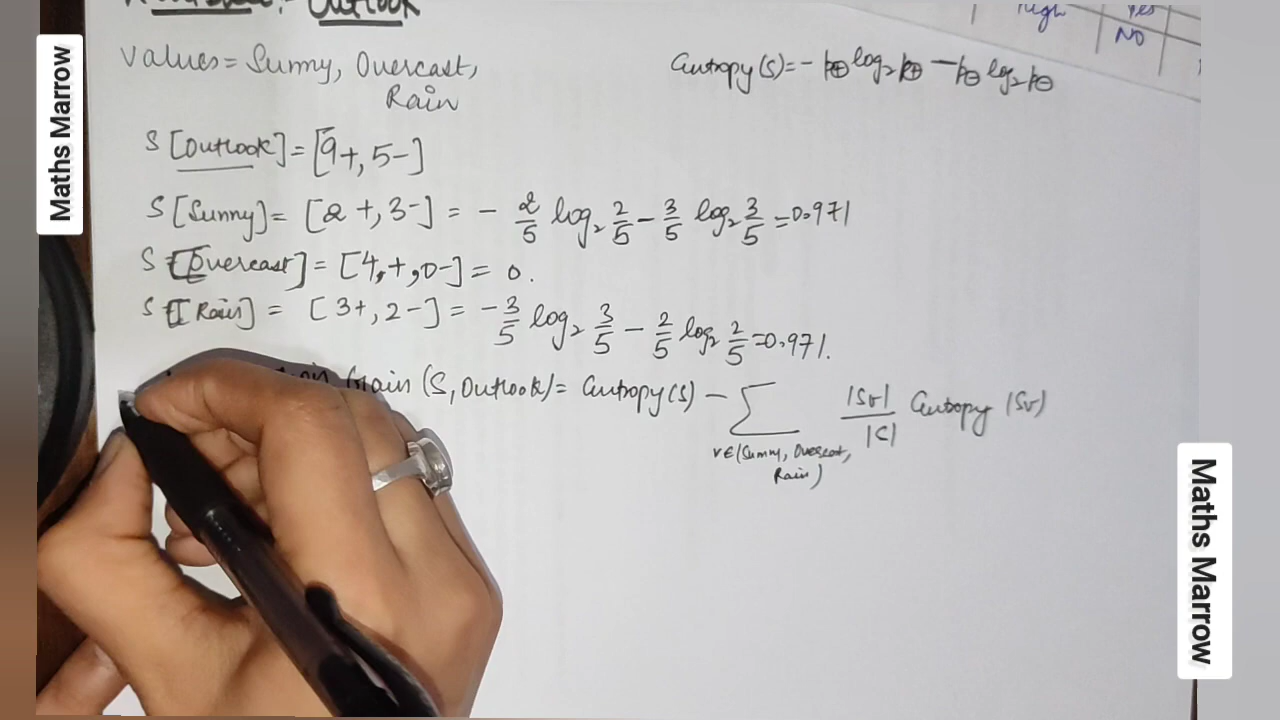 Outlook
High
Yes
NO
Values = Sunny, Overcast,
Rain
Entropy(S) = - p⊕ log₂ p⊕ - p⊖ log₂ p⊖
S [Outlook] = [9+, 5-]
S [Sunny] = [2+, 3-] = - 2/5 log₂ 2/5 - 3/5 log₂ 3/5 = 0.971
S [Overcast] = [4,+,0-] = 0.
S [Rain] = [3+, 2-] = - 3/5 log₂ 3/5 - 2/5 log₂ 2/5 = 0.971.
Gain (S, Outlook) = Entropy(S) - ∑ |Sv|/|S| Entropy (Sv)
v∈(Sunny, Overcast,
Rain)
Maths Marrow
Maths Marrow